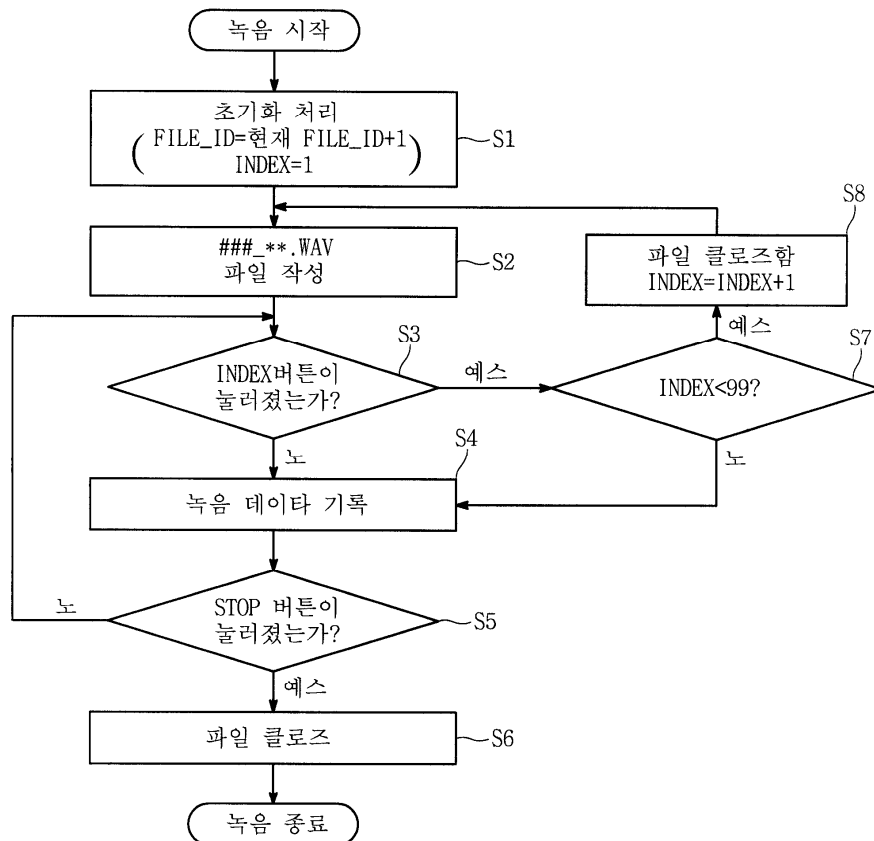 녹음 시작
초기화 처리
( FILE_ID=현재 FILE_ID+1 )
INDEX=1
S1
S8
###_**.WAV
파일 작성
S2
파일 클로즈함
INDEX=INDEX+1
예스
S3
S7
INDEX버튼이
눌러졌는가?
예스
INDEX<99?
노
S4
노
녹음 데이타 기록
노
STOP 버튼이
눌러졌는가?
S5
예스
파일 클로즈
S6
녹음 종료